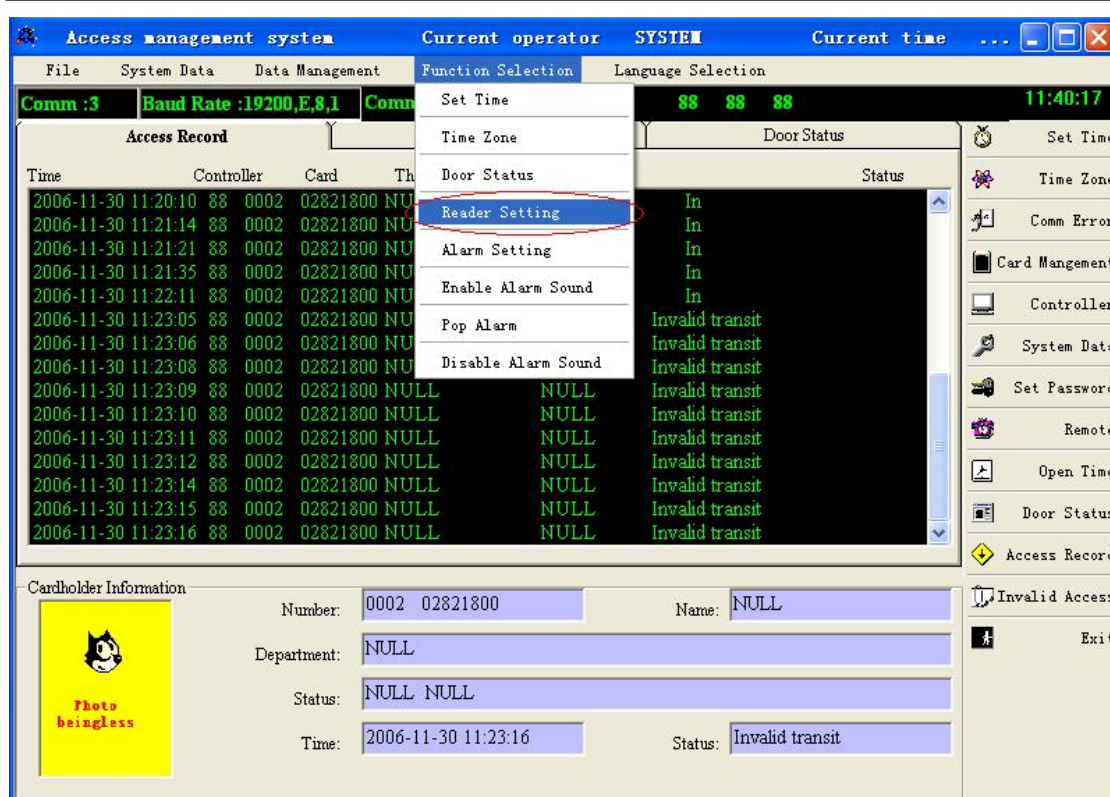 Access management system Current operator SYSTEM Current time ...
File System Data Data Management Function Selection Language Selection
Comm :3 Baud Rate :19200,E,8,1 Comm 88 88 88 11:40:17
Set Time
Time Zone
Door Status
Reader Setting
Alarm Setting
Enable Alarm Sound
Pop Alarm
Disable Alarm Sound
Access Record Door Status
Time Controller Card Th Status
2006-11-30 11:20:10 88 0002 02821800 NU In
2006-11-30 11:21:14 88 0002 02821800 NU In
2006-11-30 11:21:21 88 0002 02821800 NU In
2006-11-30 11:21:35 88 0002 02821800 NU In
2006-11-30 11:22:11 88 0002 02821800 NU In
2006-11-30 11:23:05 88 0002 02821800 NU Invalid transit
2006-11-30 11:23:06 88 0002 02821800 NU Invalid transit
2006-11-30 11:23:08 88 0002 02821800 NU Invalid transit
2006-11-30 11:23:09 88 0002 02821800 NULL NULL Invalid transit
2006-11-30 11:23:10 88 0002 02821800 NULL NULL Invalid transit
2006-11-30 11:23:11 88 0002 02821800 NULL NULL Invalid transit
2006-11-30 11:23:12 88 0002 02821800 NULL NULL Invalid transit
2006-11-30 11:23:14 88 0002 02821800 NULL NULL Invalid transit
2006-11-30 11:23:15 88 0002 02821800 NULL NULL Invalid transit
2006-11-30 11:23:16 88 0002 02821800 NULL NULL Invalid transit
Set Time
Time Zone
Comm Error
Card Mangement
Controller
System Data
Set Password
Remote
Open Time
Door Status
Access Record
Invalid Access
Exit
Cardholder Information
Photo
beingless
Number: 0002 02821800 Name: NULL
Department: NULL
Status: NULL NULL
Time: 2006-11-30 11:23:16 Status: Invalid transit